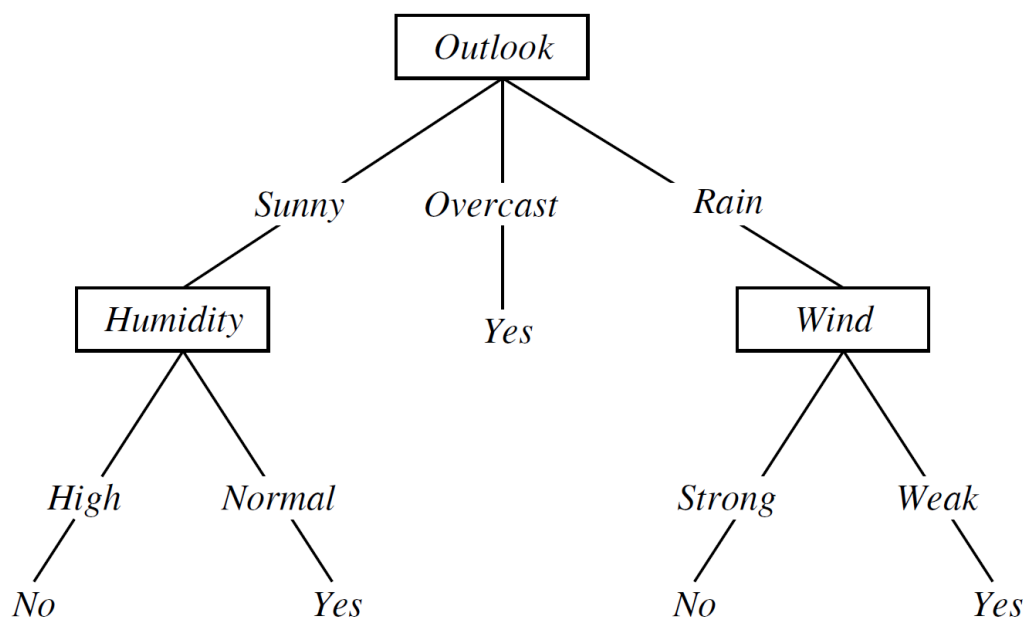 Outlook
Sunny Overcast Rain
Humidity Yes Wind
High Normal Strong Weak
No Yes No Yes